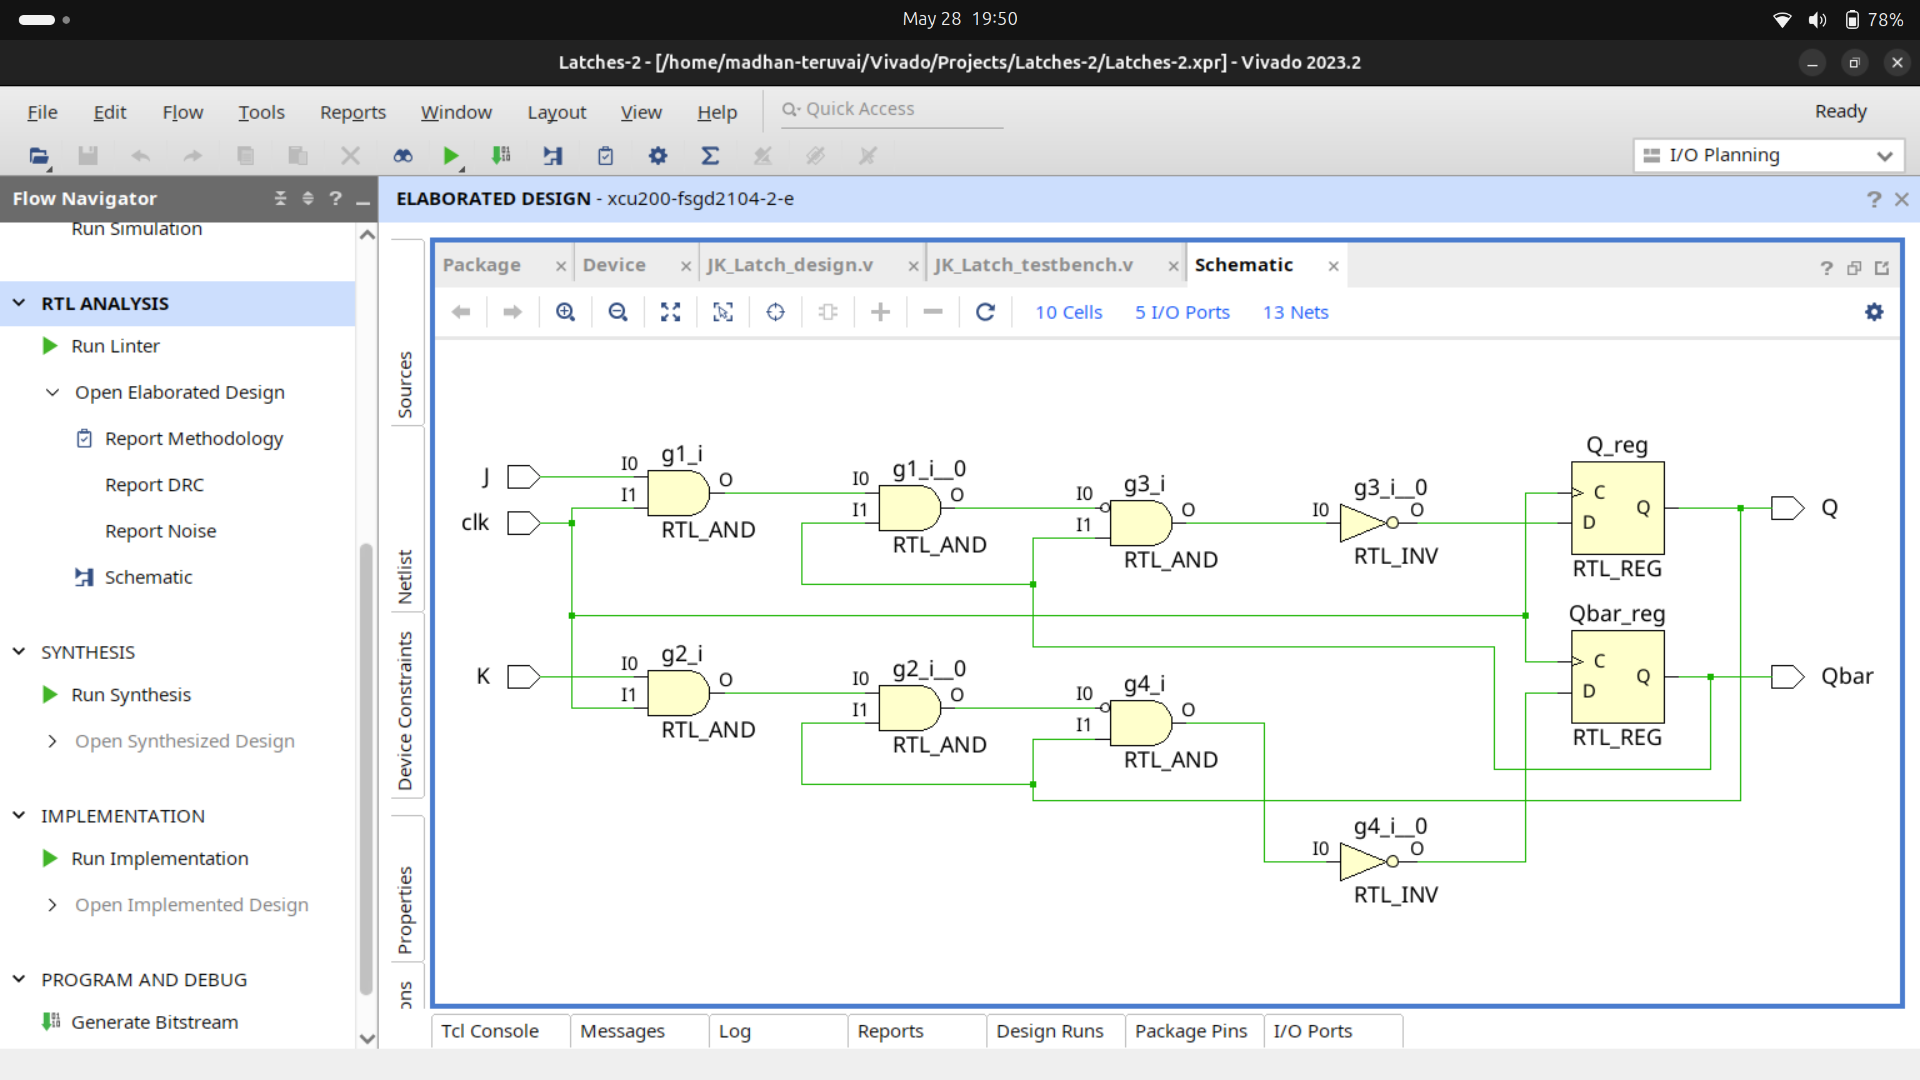 May 28 19:50
78%
Latches-2 - [/home/madhan-teruvai/Vivado/Projects/Latches-2/Latches-2.xpr] - Vivado 2023.2
File Edit Flow Tools Reports Window Layout View Help Quick Access Ready
I/O Planning
Flow Navigator
ELABORATED DESIGN - xcu200-fsgd2104-2-e
Run Simulation
RTL ANALYSIS
Run Linter
Open Elaborated Design
Report Methodology
Report DRC
Report Noise
Schematic
SYNTHESIS
Run Synthesis
Open Synthesized Design
IMPLEMENTATION
Run Implementation
Open Implemented Design
PROGRAM AND DEBUG
Generate Bitstream
Sources
Netlist
Device Constraints
Properties
ons
Package Device JK_Latch_design.v JK_Latch_testbench.v Schematic
10 Cells 5 I/O Ports 13 Nets
J
clk
K
g1_i
I0
I1
O
RTL_AND
g1_i__0
I0
I1
O
RTL_AND
g3_i
I0
I1
O
RTL_AND
g3_i__0
I0
O
RTL_INV
Q_reg
C
D
Q
RTL_REG
Q
g2_i
I0
I1
O
RTL_AND
g2_i__0
I0
I1
O
RTL_AND
g4_i
I0
I1
O
RTL_AND
Qbar_reg
C
D
Q
RTL_REG
Qbar
g4_i__0
I0
O
RTL_INV
Tcl Console Messages Log Reports Design Runs Package Pins I/O Ports